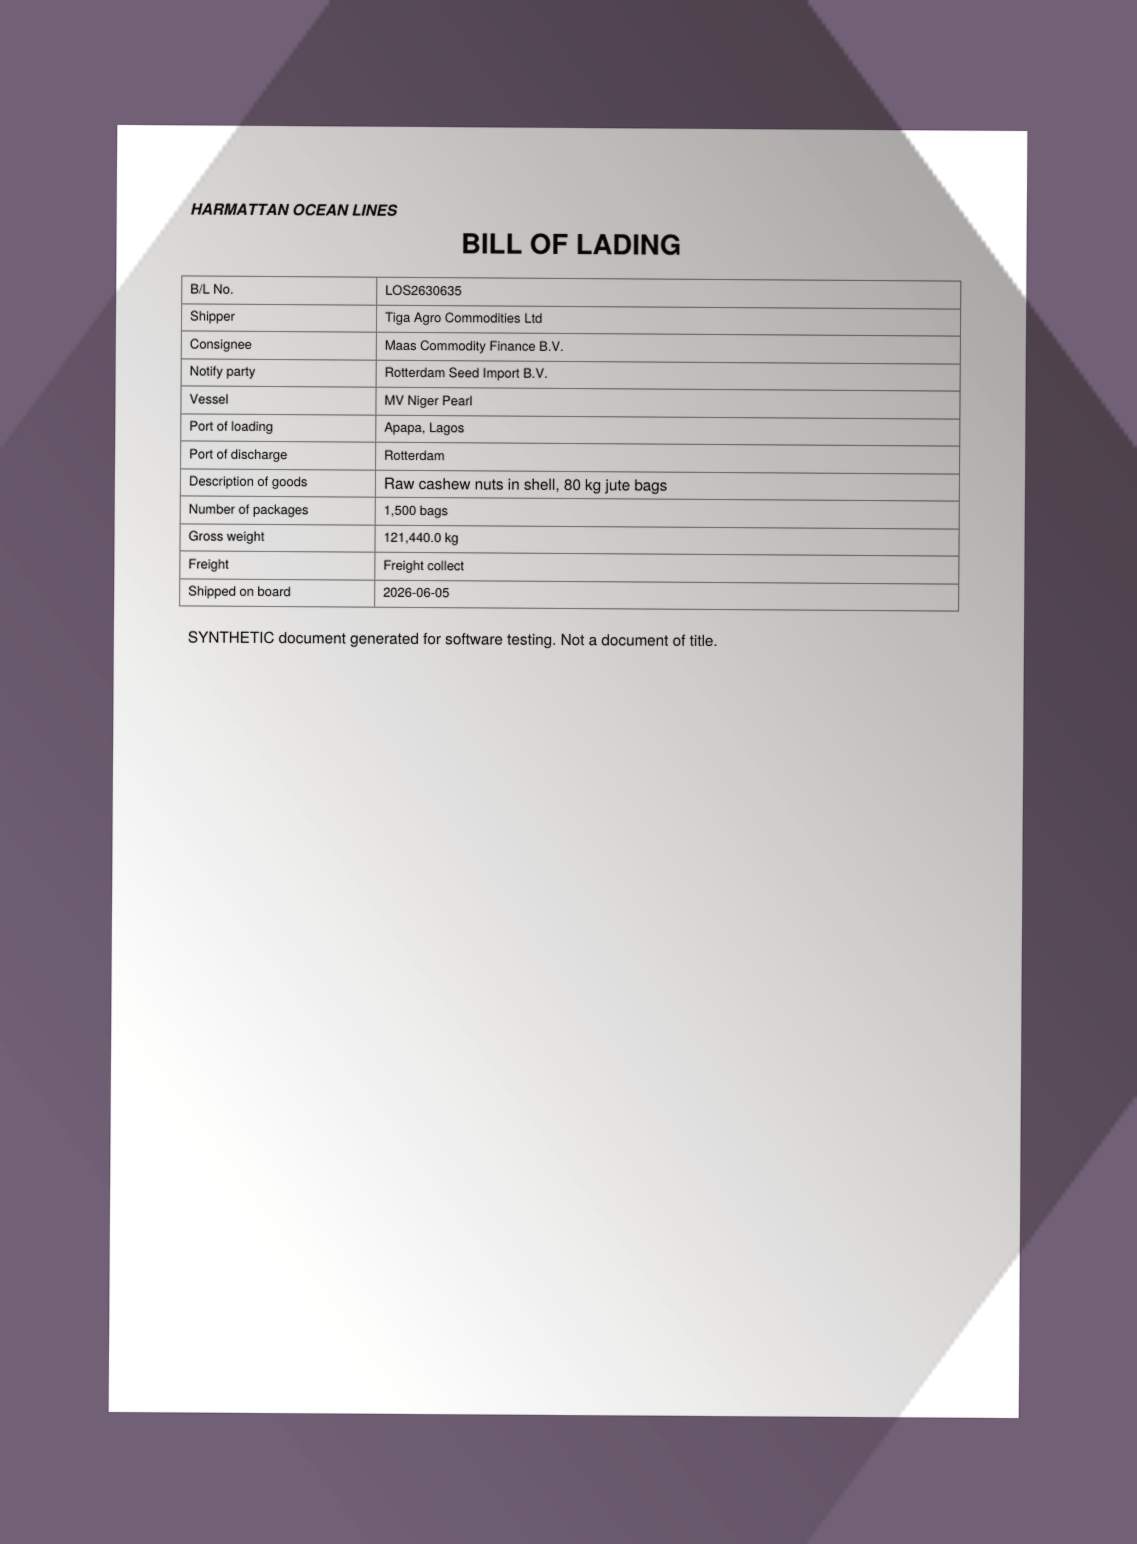 HARMATTAN OCEAN LINES
BILL OF LADING
B/L No. LOS2630635
Shipper Tiga Agro Commodities Ltd
Consignee Maas Commodity Finance B.V.
Notify party Rotterdam Seed Import B.V.
Vessel MV Niger Pearl
Port of loading Apapa, Lagos
Port of discharge Rotterdam
Description of goods Raw cashew nuts in shell, 80 kg jute bags
Number of packages 1,500 bags
Gross weight 121,440.0 kg
Freight Freight collect
Shipped on board 2026-06-05
SYNTHETIC document generated for software testing. Not a document of title.